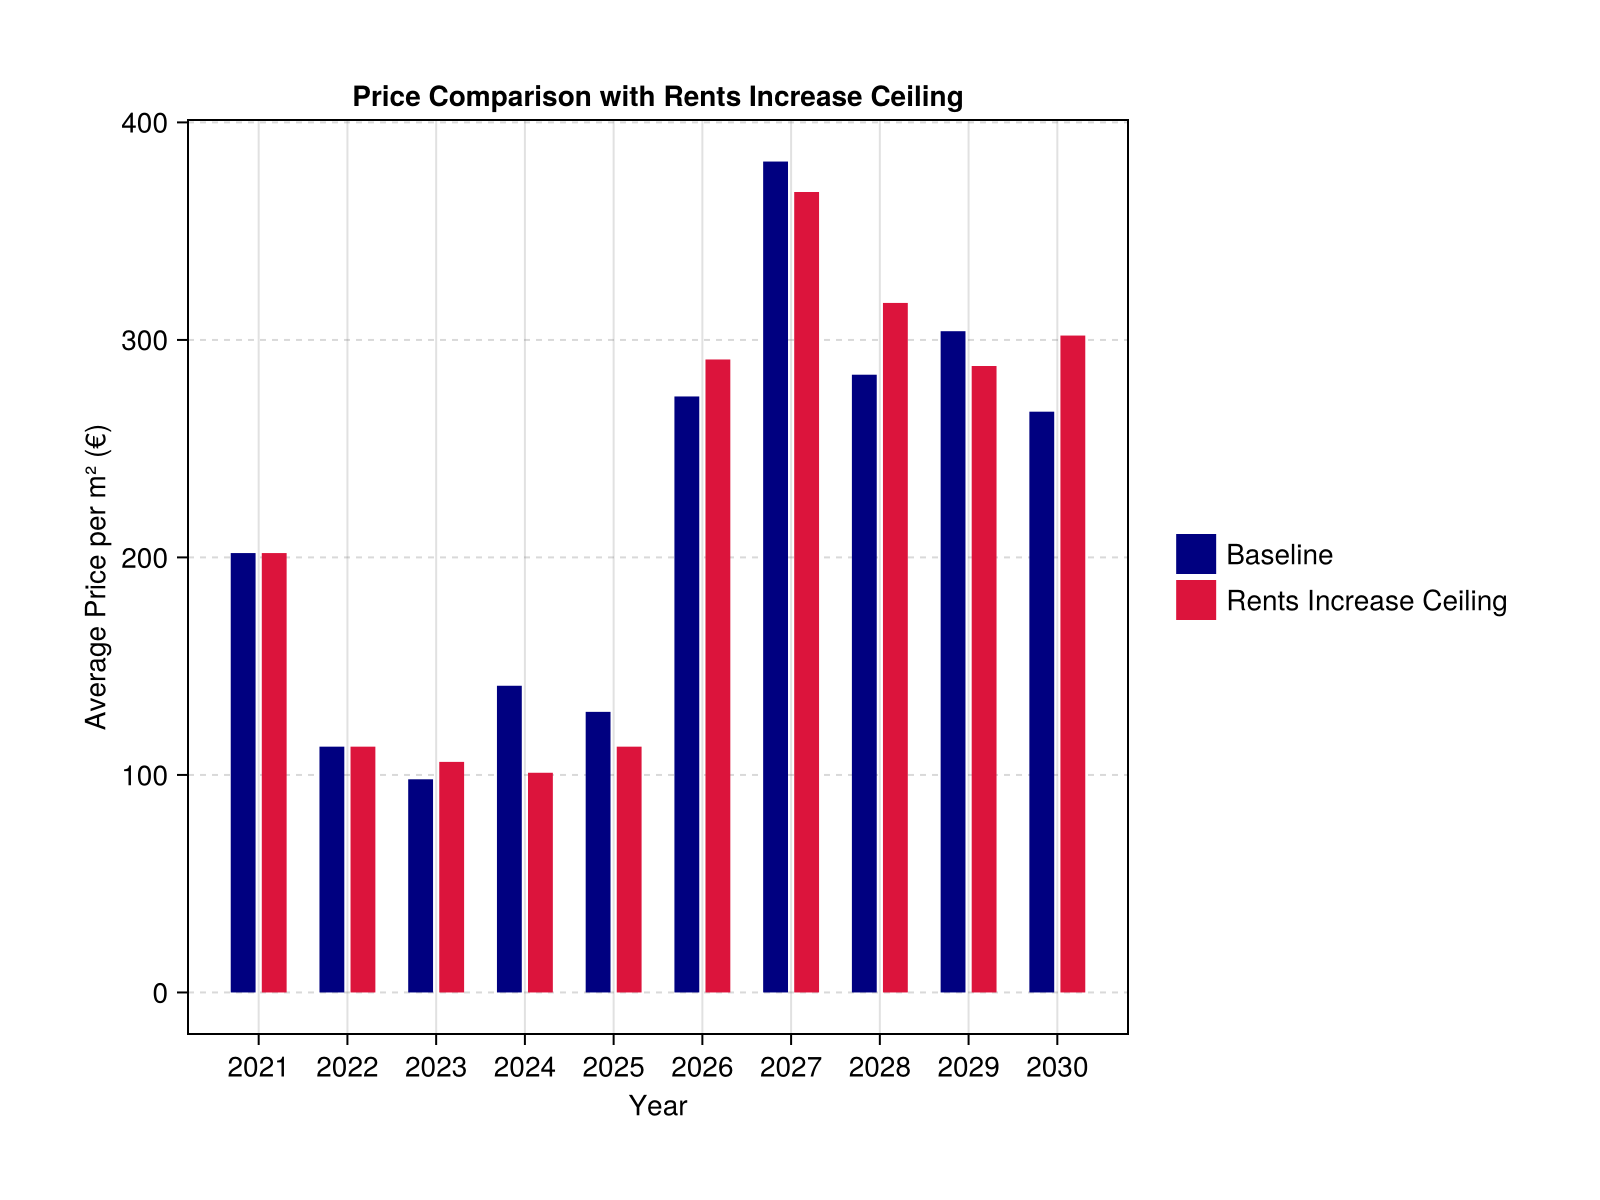 Price Comparison with Rents Increase Ceiling
400
300
200
100
0
Average Price per m² (€)
2021 2022 2023 2024 2025 2026 2027 2028 2029 2030
Year
Baseline
Rents Increase Ceiling